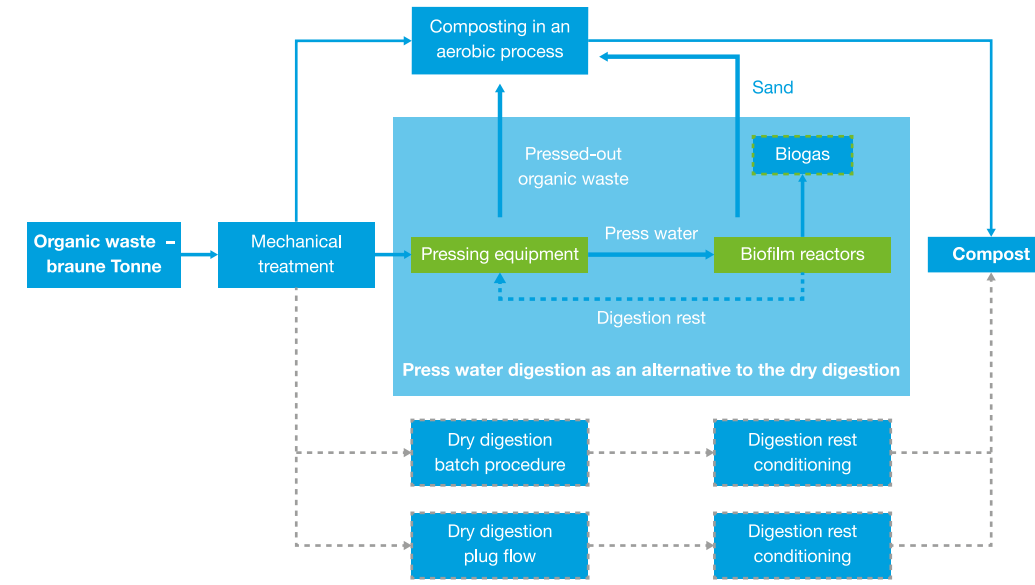 Composting in an
aerobic process
Sand
Biogas
Pressed-out
organic waste
Organic waste –
braune Tonne
Mechanical
treatment
Pressing equipment
Press water
Biofilm reactors
Compost
Digestion rest
Press water digestion as an alternative to the dry digestion
Dry digestion
batch procedure
Digestion rest
conditioning
Dry digestion
plug flow
Digestion rest
conditioning